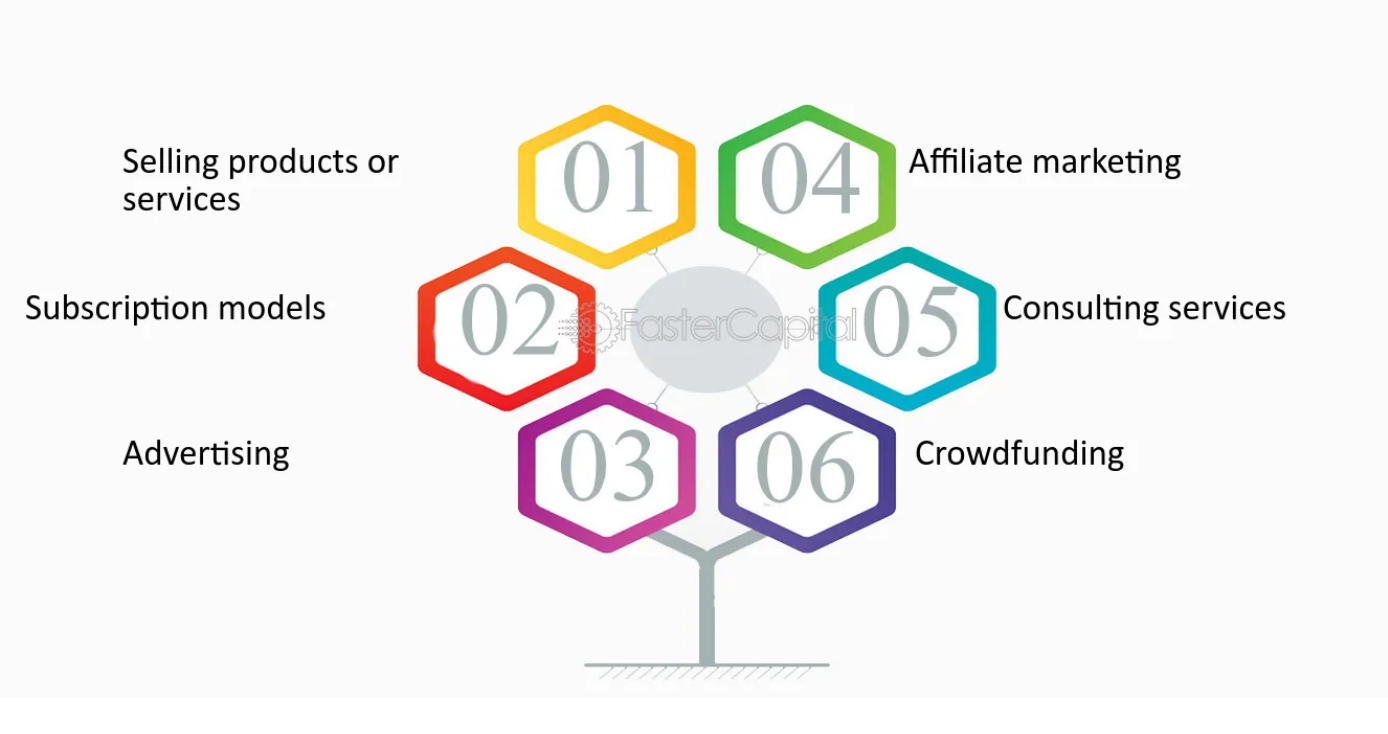 Selling products or
services
01
04
Affiliate marketing
Subscription models
02
FasterCapital
05
Consulting services
Advertising
03
06
Crowdfunding